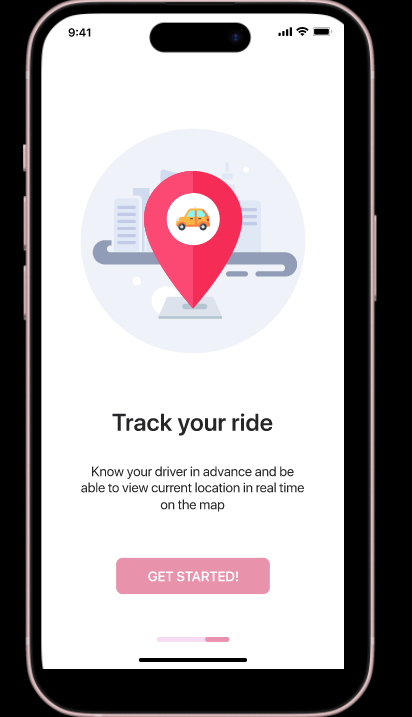 9:41
Track your ride
Know your driver in advance and be
able to view current location in real time
on the map
GET STARTED!